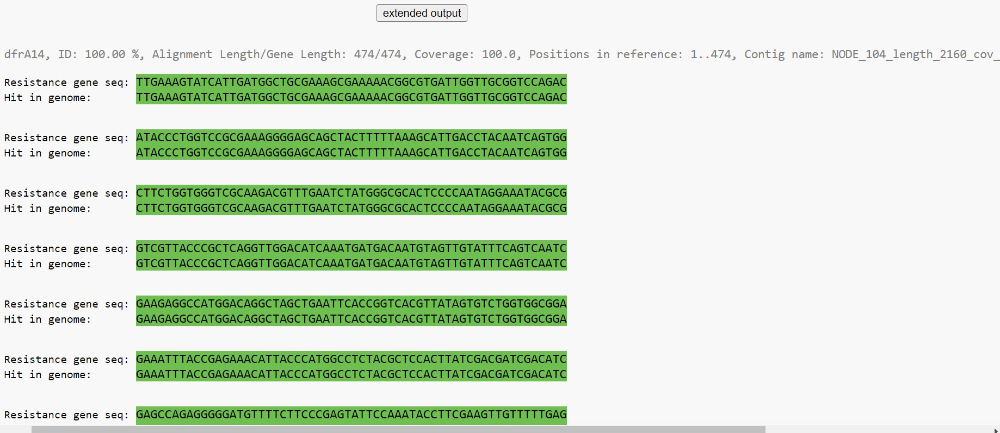 extended output
dfrA14, ID: 100.00 %, Alignment Length/Gene Length: 474/474, Coverage: 100.0, Positions in reference: 1..474, Contig name: NODE_104_length_2160_cov_
Resistance gene seq: TTGAAAGTATCATTGATGGCTGCGAAAGCGAAAAACGGCGTGATTGGTTGCGGTCCAGAC
Hit in genome: TTGAAAGTATCATTGATGGCTGCGAAAGCGAAAAACGGCGTGATTGGTTGCGGTCCAGAC
Resistance gene seq: ATACCCTGGTCCGCGAAAGGGGAGCAGCTACTTTTTAAAGCATTGACCTACAATCAGTGG
Hit in genome: ATACCCTGGTCCGCGAAAGGGGAGCAGCTACTTTTTAAAGCATTGACCTACAATCAGTGG
Resistance gene seq: CTTCTGGTGGGTCGCAAGACGTTTGAATCTATGGGCGCACTCCCCAATAGGAAATACGCG
Hit in genome: CTTCTGGTGGGTCGCAAGACGTTTGAATCTATGGGCGCACTCCCCAATAGGAAATACGCG
Resistance gene seq: GTCGTTACCCGCTCAGGTTGGACATCAAATGATGACAATGTAGTTGTATTTCAGTCAATC
Hit in genome: GTCGTTACCCGCTCAGGTTGGACATCAAATGATGACAATGTAGTTGTATTTCAGTCAATC
Resistance gene seq: GAAGAGGCCATGGACAGGCTAGCTGAATTCACCGGTCACGTTATAGTGTCTGGTGGCGGA
Hit in genome: GAAGAGGCCATGGACAGGCTAGCTGAATTCACCGGTCACGTTATAGTGTCTGGTGGCGGA
Resistance gene seq: GAAATTTACCGAGAAACATTACCCATGGCCTCTACGCTCCACTTATCGACGATCGACATC
Hit in genome: GAAATTTACCGAGAAACATTACCCATGGCCTCTACGCTCCACTTATCGACGATCGACATC
Resistance gene seq: GAGCCAGAGGGGGATGTTTTCTTCCCGAGTATTCCAAATACCTTCGAAGTTGTTTTTGAG